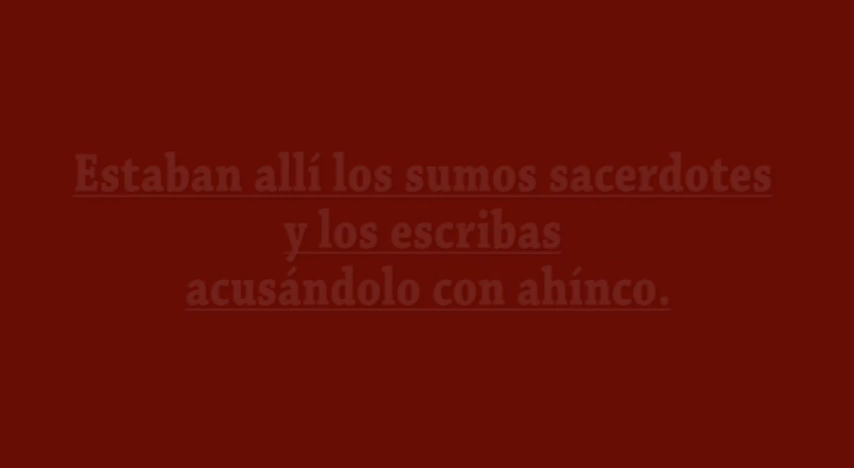 Estaban allí los sumos sacerdotes
y los escribas
acusándolo con ahínco.